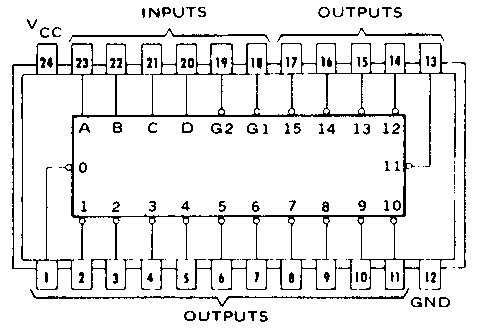 INPUTS OUTPUTS
VCC
24 23 22 21 20 19 18 17 16 15 14 13
A B C D G2 G1 15 14 13 12
0 11
1 2 3 4 5 6 7 8 9 10
1 2 3 4 5 6 7 8 9 10 11 12
GND
OUTPUTS